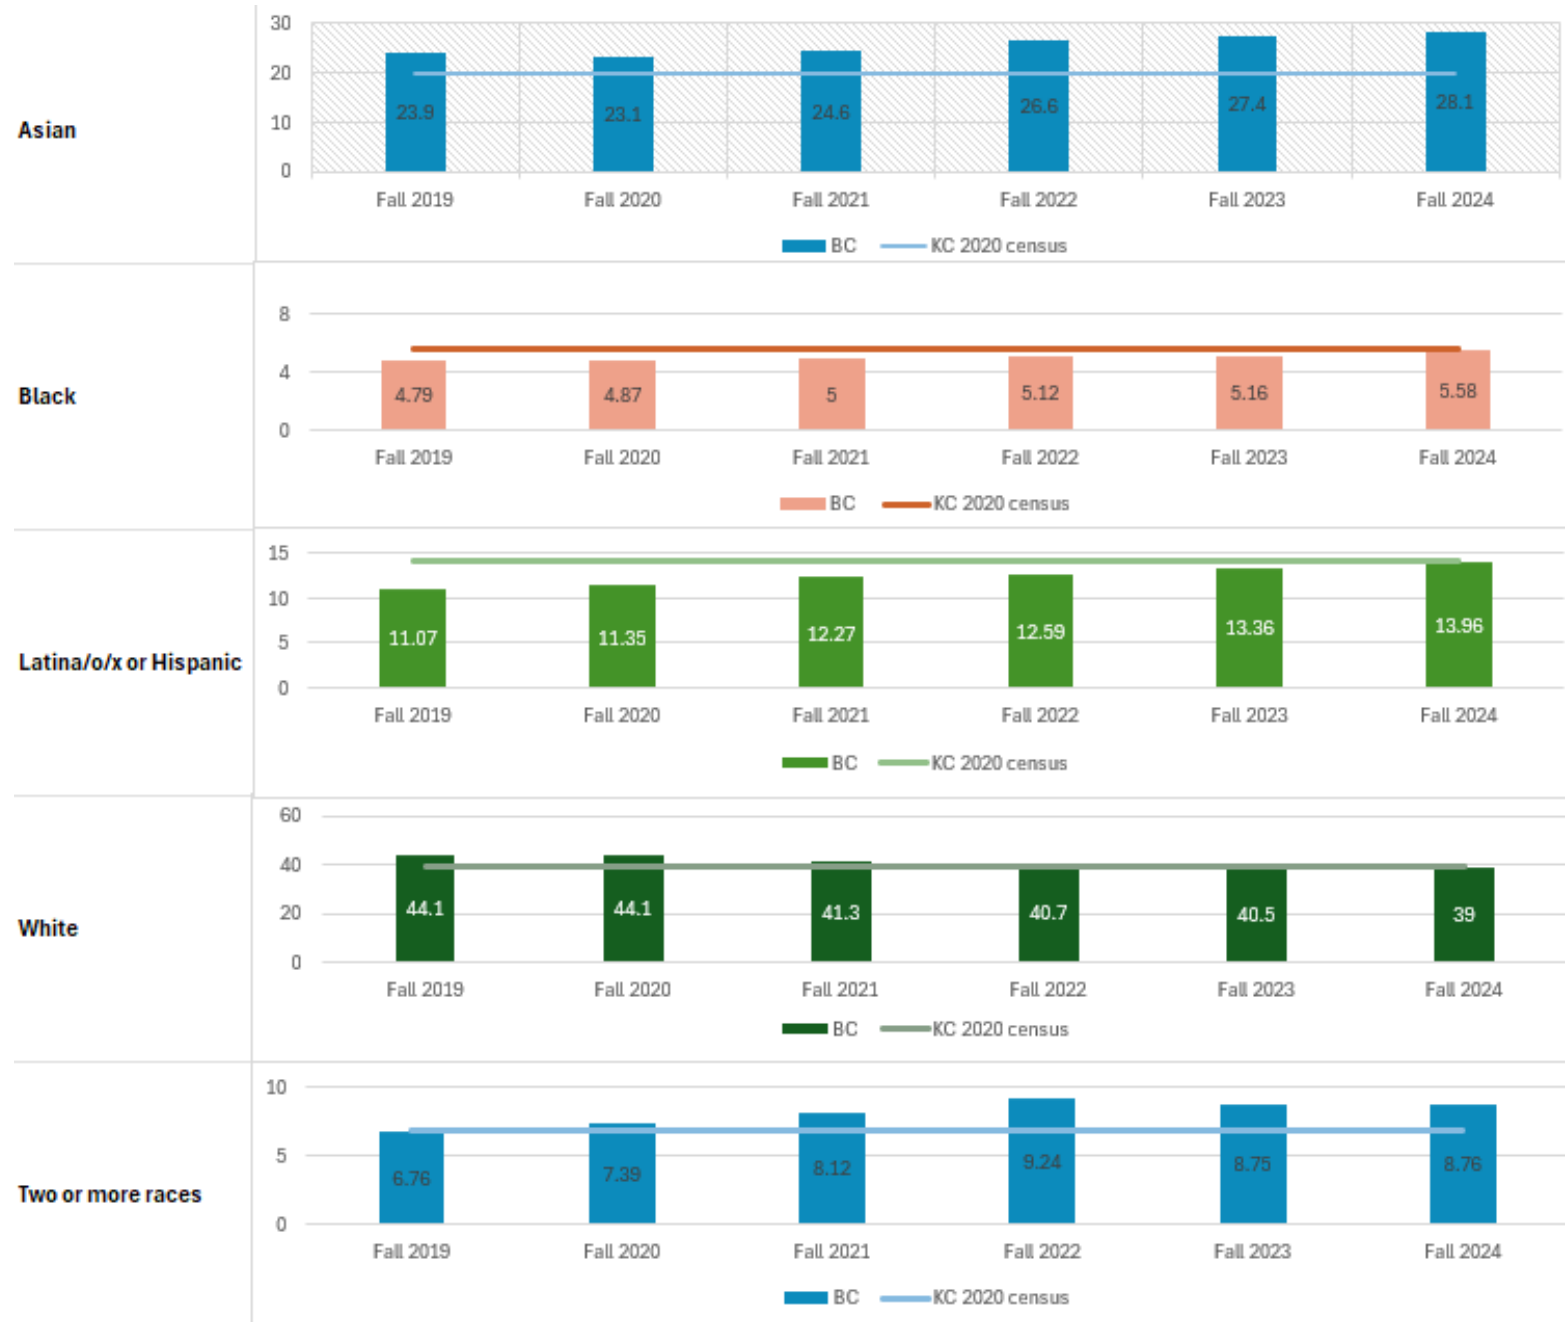 Asian
30
20
10
0
23.9 23.1 24.6 26.6 27.4 28.1
Fall 2019 Fall 2020 Fall 2021 Fall 2022 Fall 2023 Fall 2024
BC KC 2020 census
Black
8
4
0
4.79 4.87 5 5.12 5.16 5.58
Fall 2019 Fall 2020 Fall 2021 Fall 2022 Fall 2023 Fall 2024
BC KC 2020 census
Latina/o/x or Hispanic
15
10
5
0
11.07 11.35 12.27 12.59 13.36 13.96
Fall 2019 Fall 2020 Fall 2021 Fall 2022 Fall 2023 Fall 2024
BC KC 2020 census
White
60
40
20
0
44.1 44.1 41.3 40.7 40.5 39
Fall 2019 Fall 2020 Fall 2021 Fall 2022 Fall 2023 Fall 2024
BC KC 2020 census
Two or more races
10
5
0
6.76 7.39 8.12 9.24 8.75 8.76
Fall 2019 Fall 2020 Fall 2021 Fall 2022 Fall 2023 Fall 2024
BC KC 2020 census